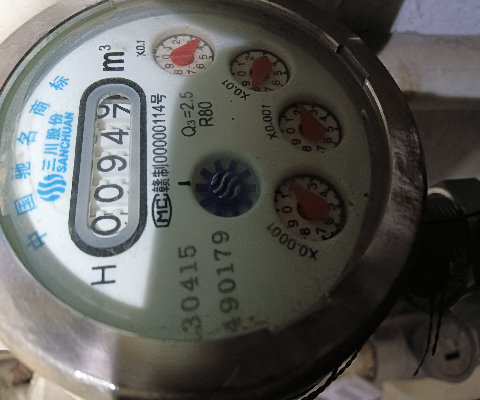 中国驰名商标
三川股份
SANCHUAN
H 0094 m³
MC 赣制00000114号
Q₃=2.5
R80
X0.1
X0.01
X0.001
X0.0001
30415
490179